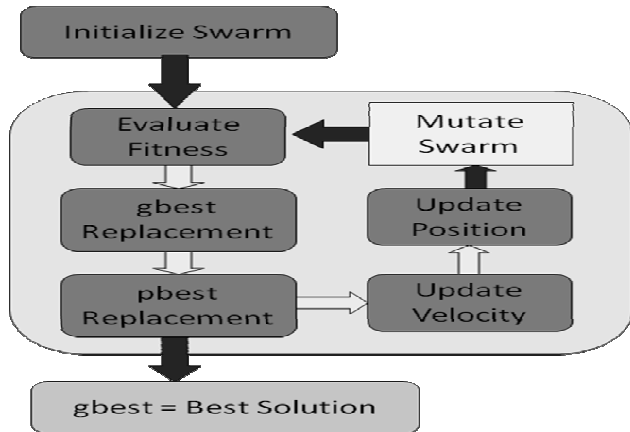 Initialize Swarm
Evaluate
Fitness
gbest
Replacement
pbest
Replacement
Update
Velocity
Update
Position
Mutate
Swarm
gbest = Best Solution